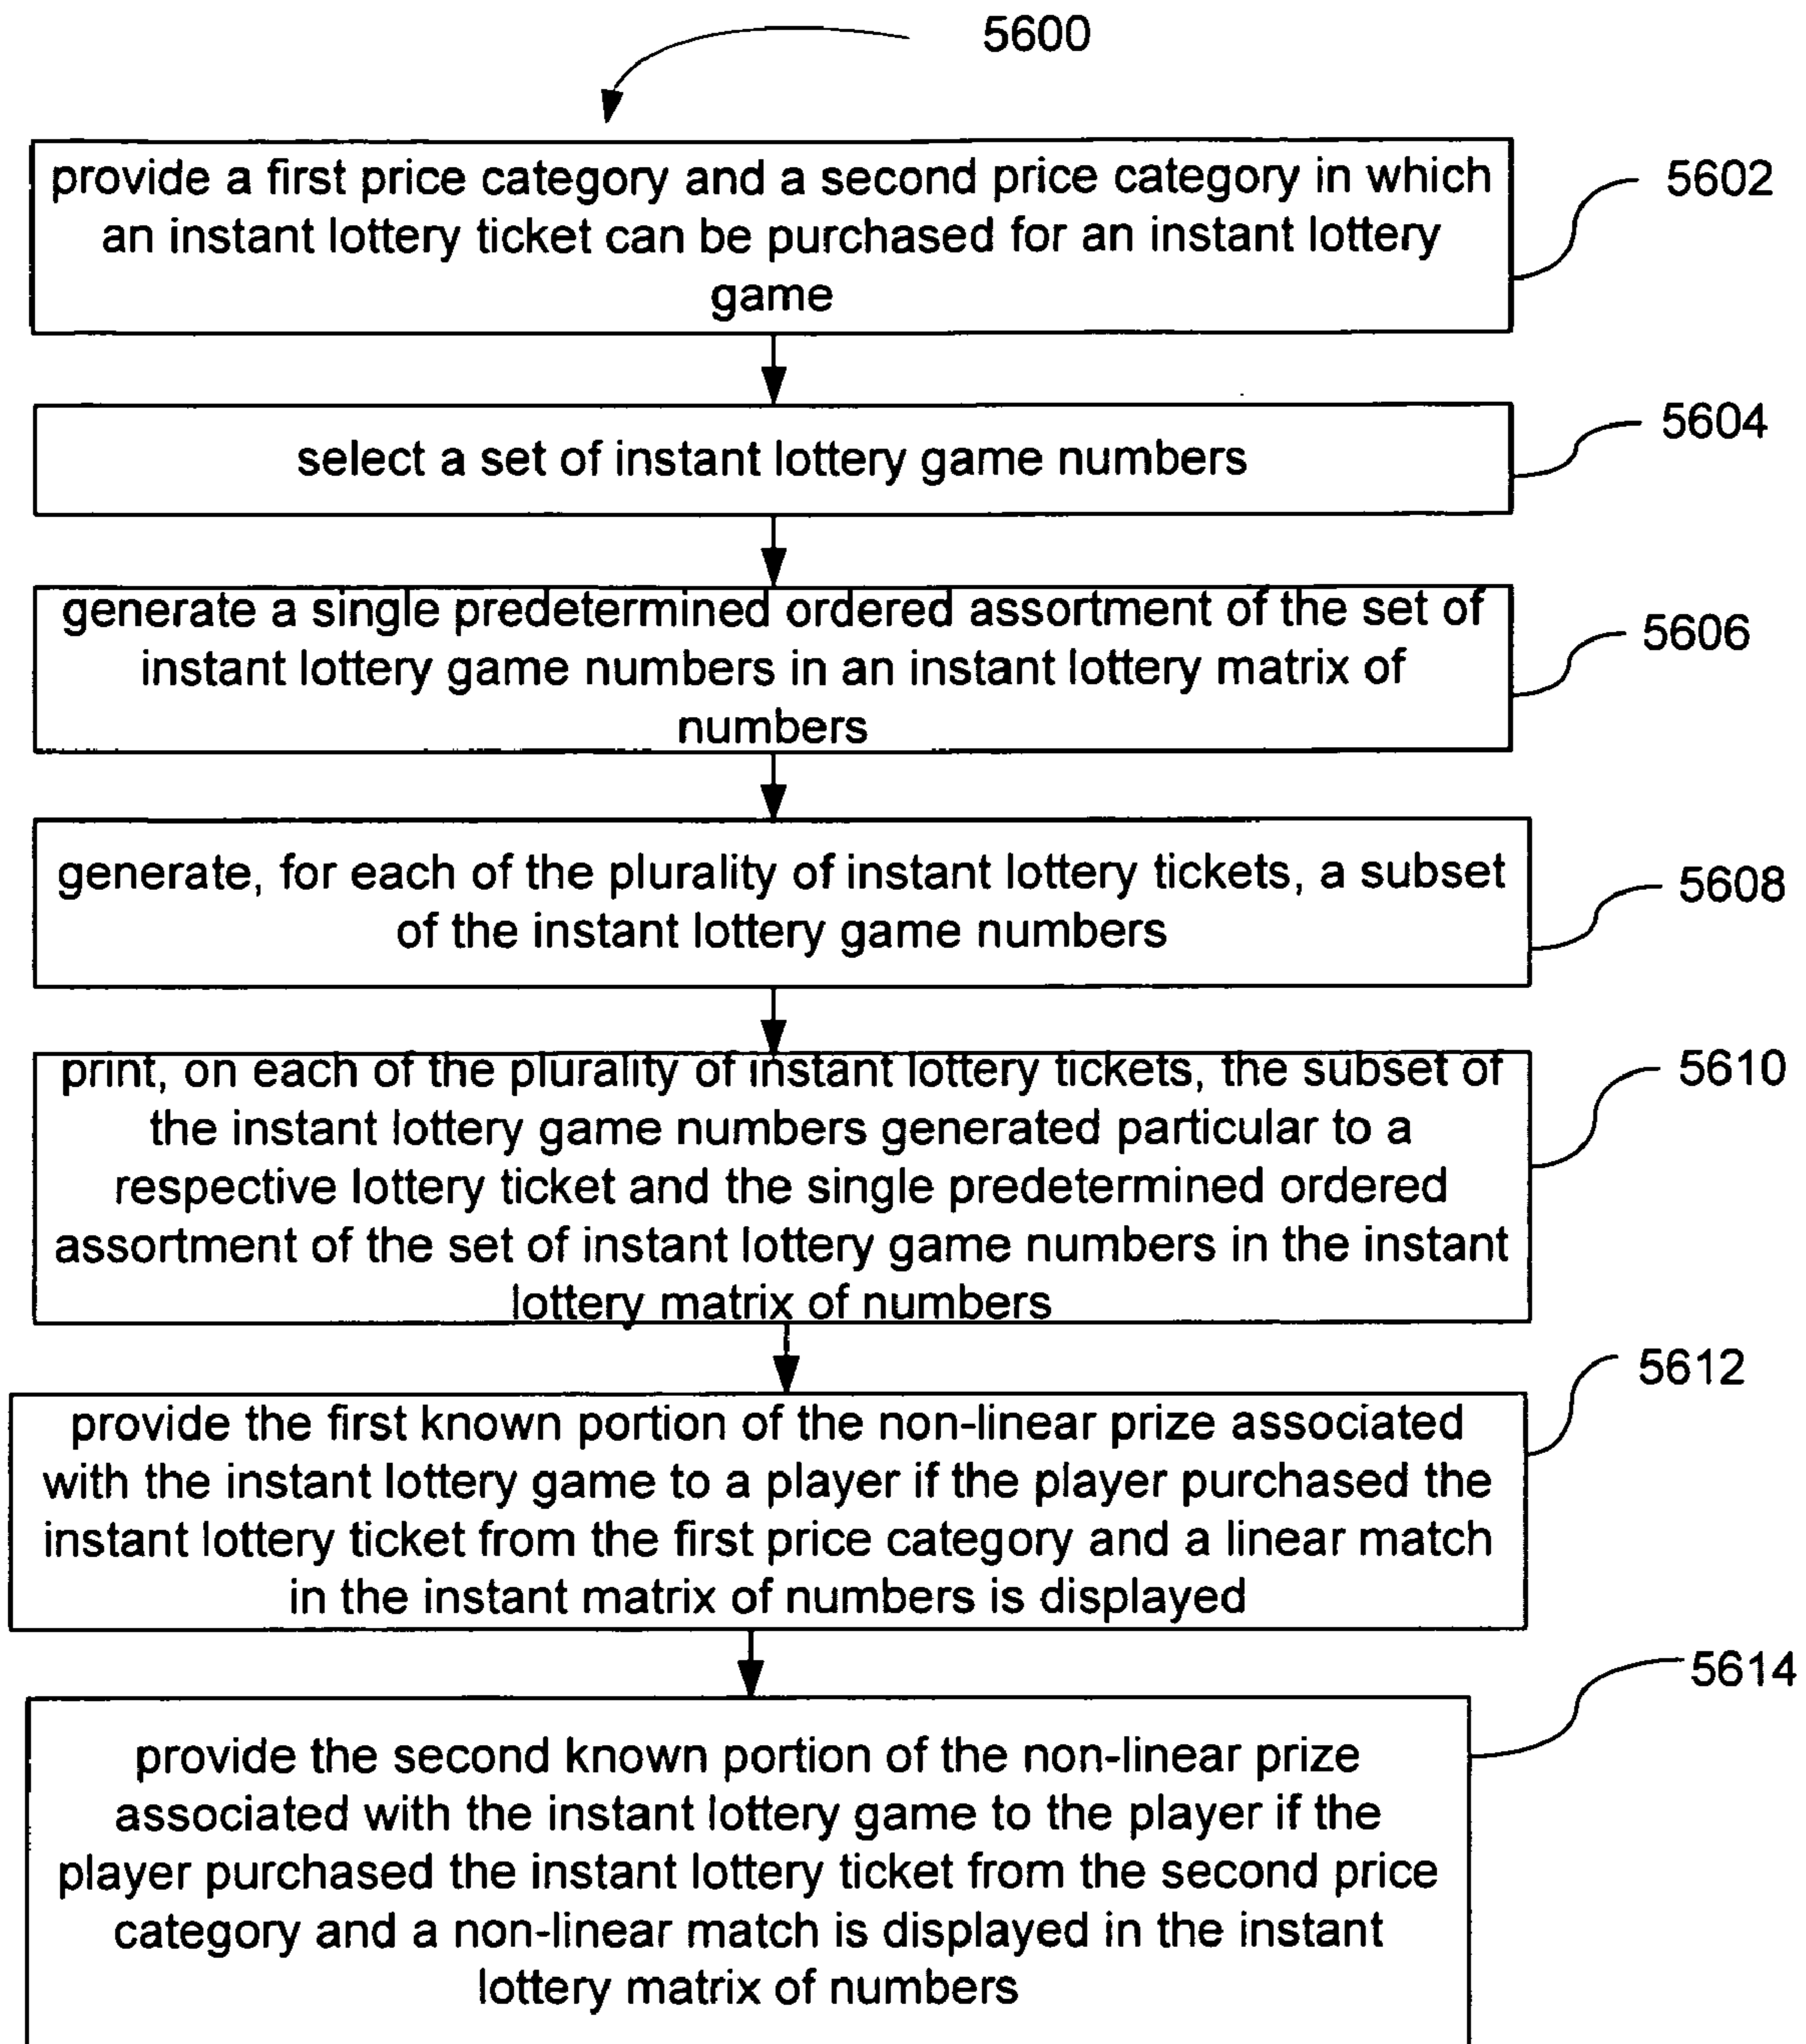 5600
provide a first price category and a second price category in which
an instant lottery ticket can be purchased for an instant lottery
game
5602
select a set of instant lottery game numbers
5604
generate a single predetermined ordered assortment of the set of
instant lottery game numbers in an instant lottery matrix of
numbers
5606
generate, for each of the plurality of instant lottery tickets, a subset
of the instant lottery game numbers
5608
print, on each of the plurality of instant lottery tickets, the subset of
the instant lottery game numbers generated particular to a
respective lottery ticket and the single predetermined ordered
assortment of the set of instant lottery game numbers in the instant
lottery matrix of numbers
5610
provide the first known portion of the non-linear prize associated
with the instant lottery game to a player if the player purchased the
instant lottery ticket from the first price category and a linear match
in the instant matrix of numbers is displayed
5612
provide the second known portion of the non-linear prize
associated with the instant lottery game to the player if the
player purchased the instant lottery ticket from the second price
category and a non-linear match is displayed in the instant
lottery matrix of numbers
5614